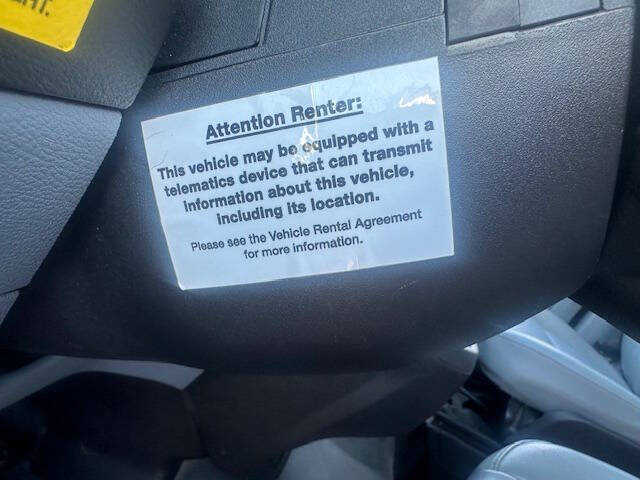 Attention Renter:
This vehicle may be equipped with a
telematics device that can transmit
information about this vehicle,
including its location.
Please see the Vehicle Rental Agreement
for more information.